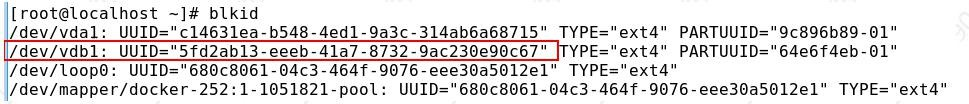 [root@localhost ~]# blkid
/dev/vda1: UUID="c14631ea-b548-4ed1-9a3c-314ab6a68715" TYPE="ext4" PARTUUID="9c896b89-01"
/dev/vdb1: UUID="5fd2ab13-eeeb-41a7-8732-9ac230e90c67" TYPE="ext4" PARTUUID="64e6f4eb-01"
/dev/loop0: UUID="680c8061-04c3-464f-9076-eee30a5012e1" TYPE="ext4"
/dev/mapper/docker-252:1-1051821-pool: UUID="680c8061-04c3-464f-9076-eee30a5012e1" TYPE="ext4"